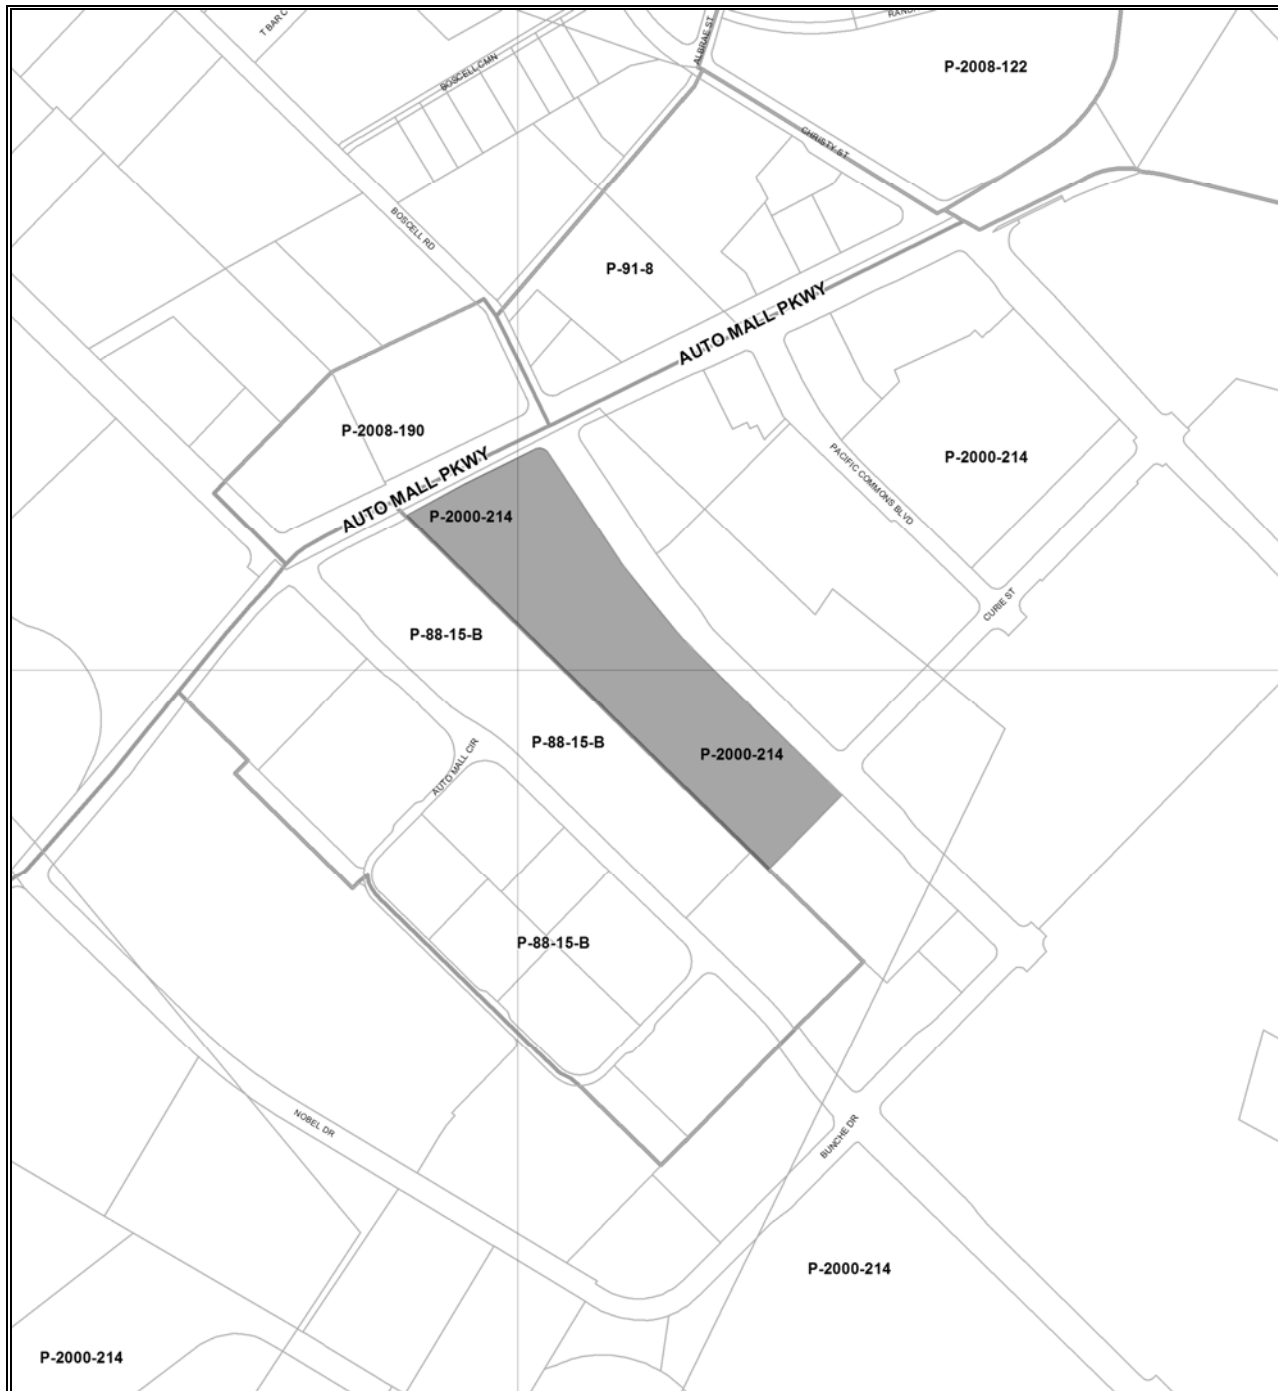 T BAR C
ALBRAE ST
RANC
BOSCELL CMN
P-2008-122
CHRISTY ST
BOSCELL RD
P-91-8
AUTO MALL PKWY
P-2008-190
PACIFIC COMMONS BLVD
P-2000-214
AUTO MALL PKWY
P-2000-214
CURIE ST
P-88-15-B
P-88-15-B
P-2000-214
AUTO MALL CIR
P-88-15-B
NOBEL DR
BUNCHE DR
P-2000-214
P-2000-214